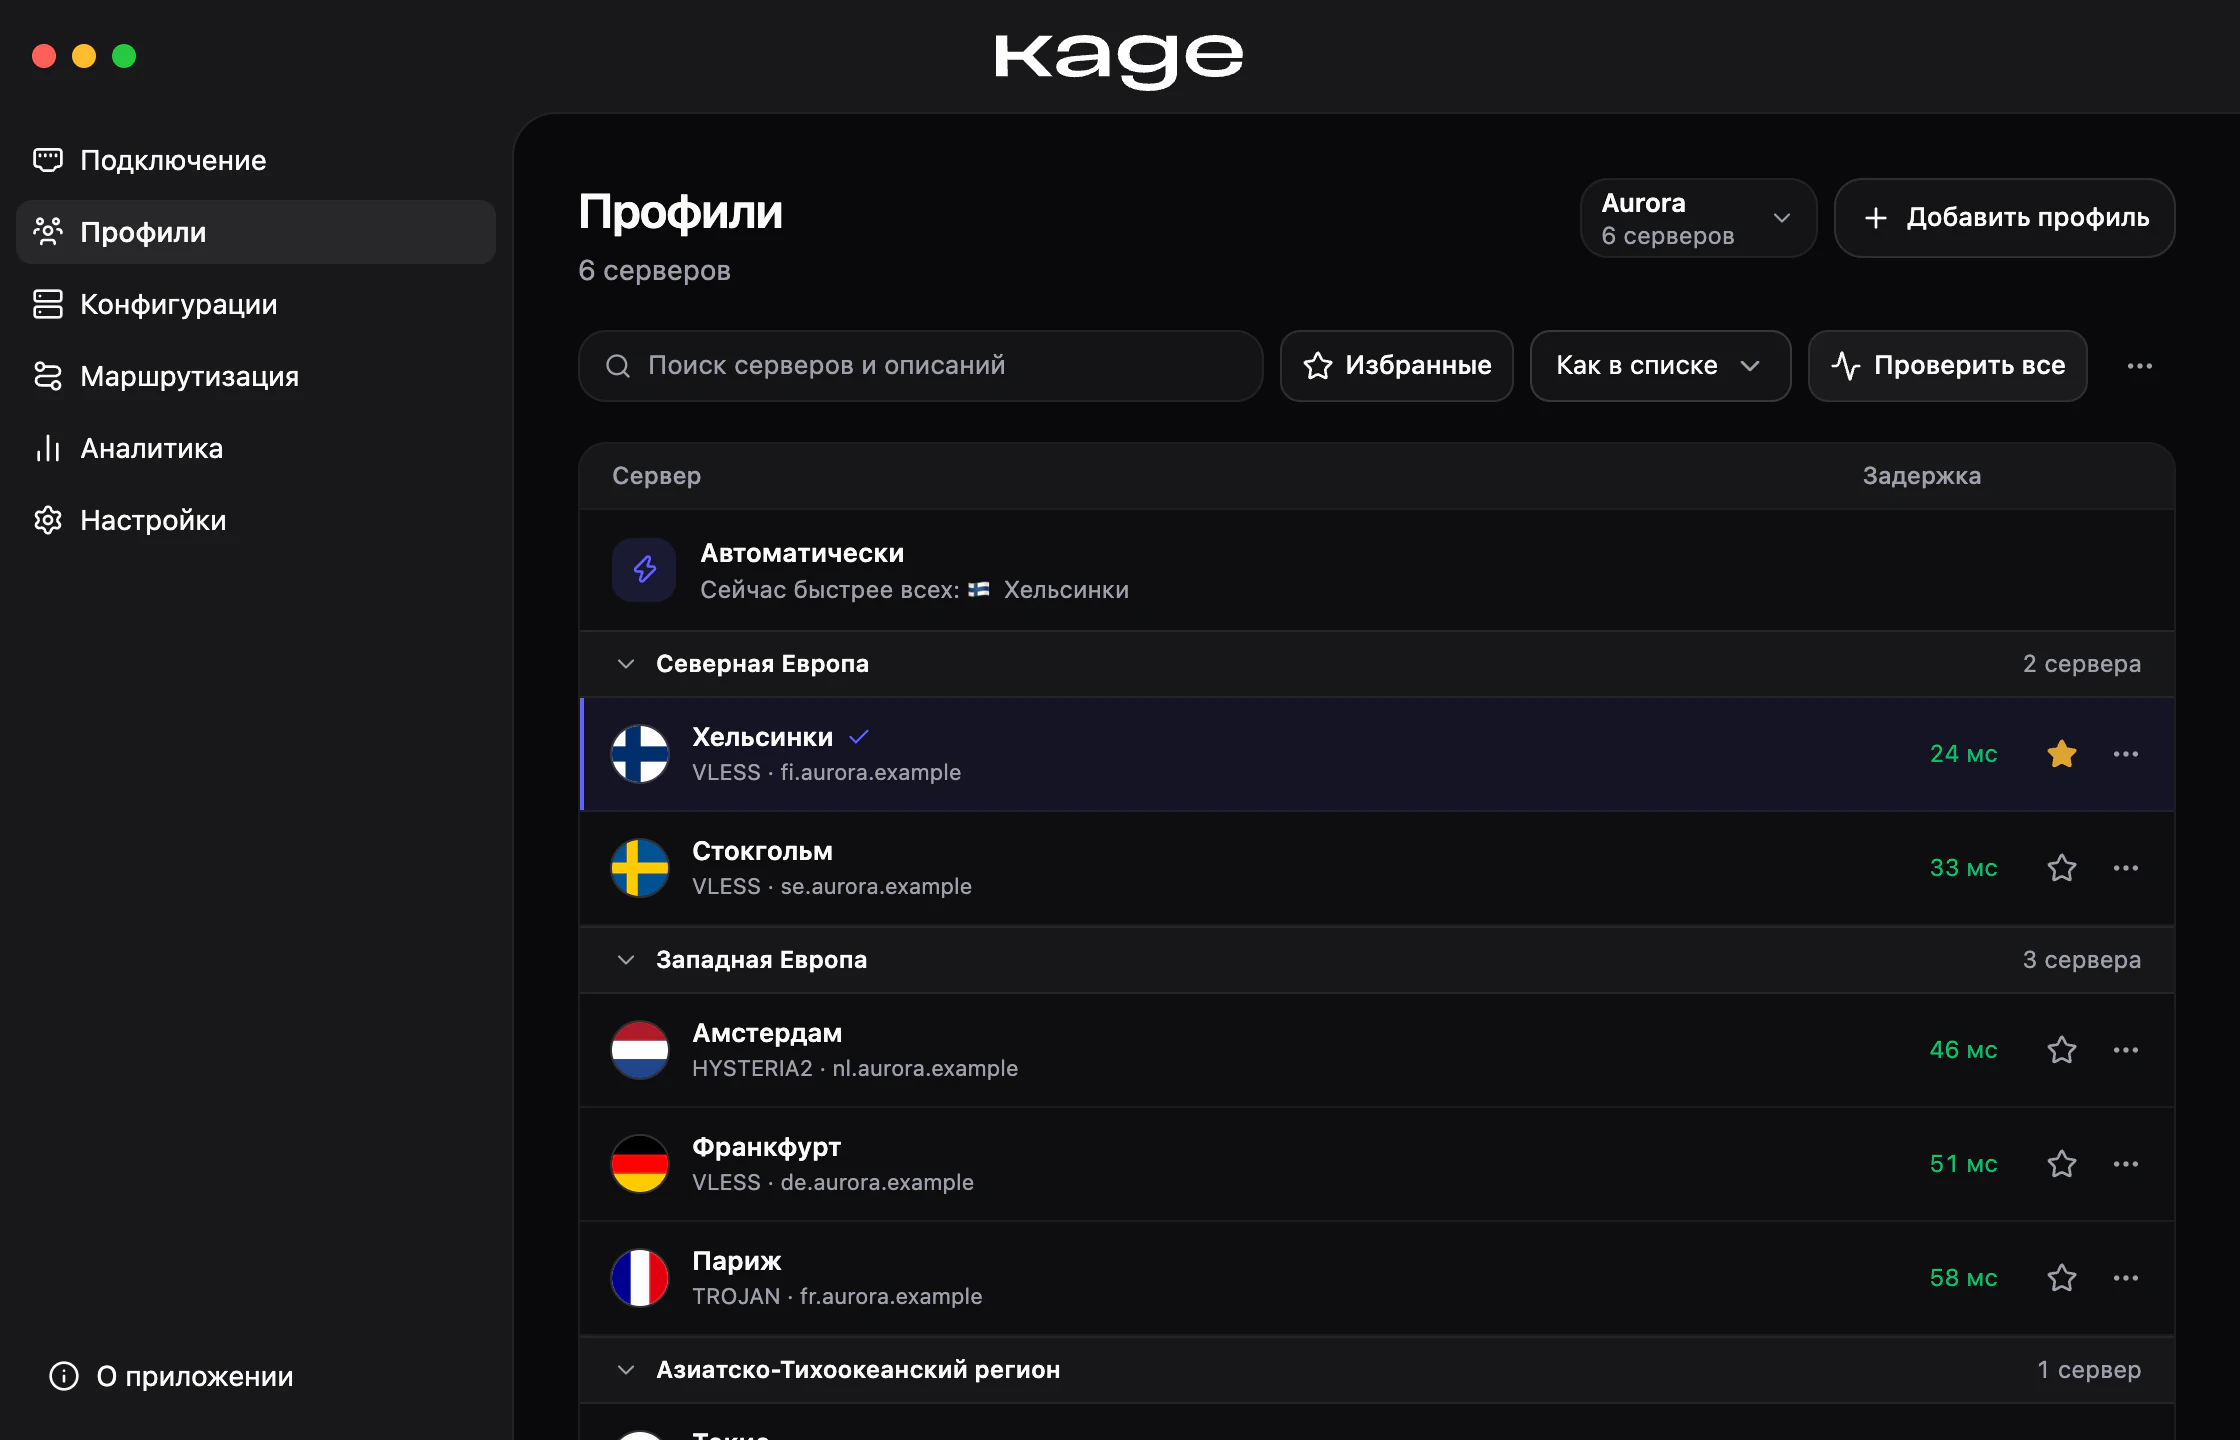 kage
Подключение
Профили
Конфигурации
Маршрутизация
Аналитика
Настройки
О приложении
Профили
6 серверов
Aurora
6 серверов
Добавить профиль
Поиск серверов и описаний
Избранные
Как в списке
Проверить все
Сервер
Задержка
Автоматически
Сейчас быстрее всех: Хельсинки
Северная Европа
2 сервера
Хельсинки
VLESS · fi.aurora.example
24 мс
Стокгольм
VLESS · se.aurora.example
33 мс
Западная Европа
3 сервера
Амстердам
HYSTERIA2 · nl.aurora.example
46 мс
Франкфурт
VLESS · de.aurora.example
51 мс
Париж
TROJAN · fr.aurora.example
58 мс
Азиатско-Тихоокеанский регион
1 сервер